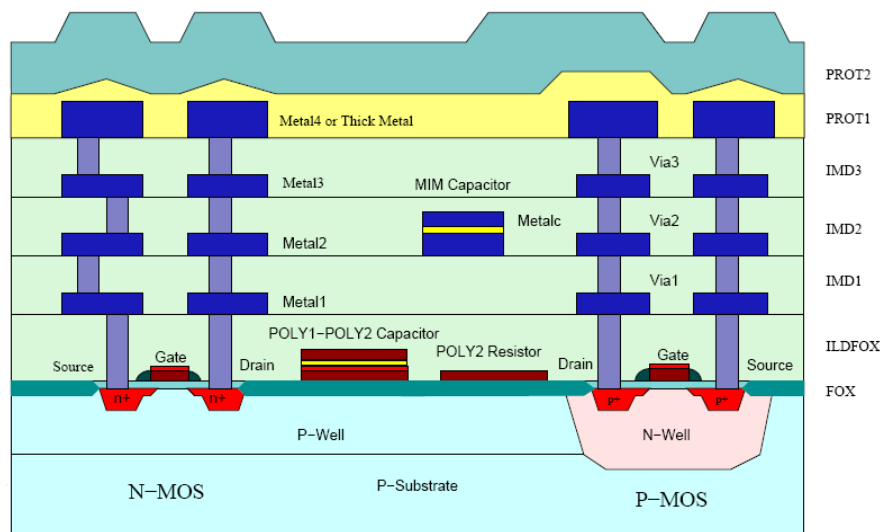 PROT2
Metal4 or Thick Metal
PROT1
Via3
IMD3
Metal3
MIM Capacitor
Metalc
Via2
IMD2
Metal2
Via1
IMD1
Metal1
POLY1-POLY2 Capacitor
ILDFOX
Source
Gate
Drain
POLY2 Resistor
Drain
Gate
Source
FOX
n+
n+
P+
P+
P-Well
N-Well
P-Substrate
N-MOS
P-MOS